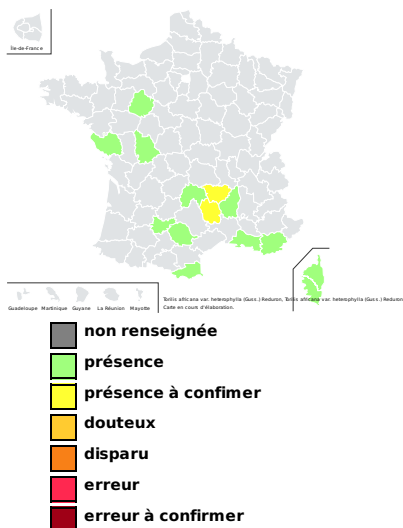 Île-de-France
Guadeloupe Martinique Guyane La Réunion Mayotte
Torilis africana var. heterophylla (Guss.) Reduron, Torilis africana var. heterophylla (Guss.) Reduron
Carte en cours d'élaboration.
non renseignée
présence
présence à confimer
douteux
disparu
erreur
erreur à confirmer